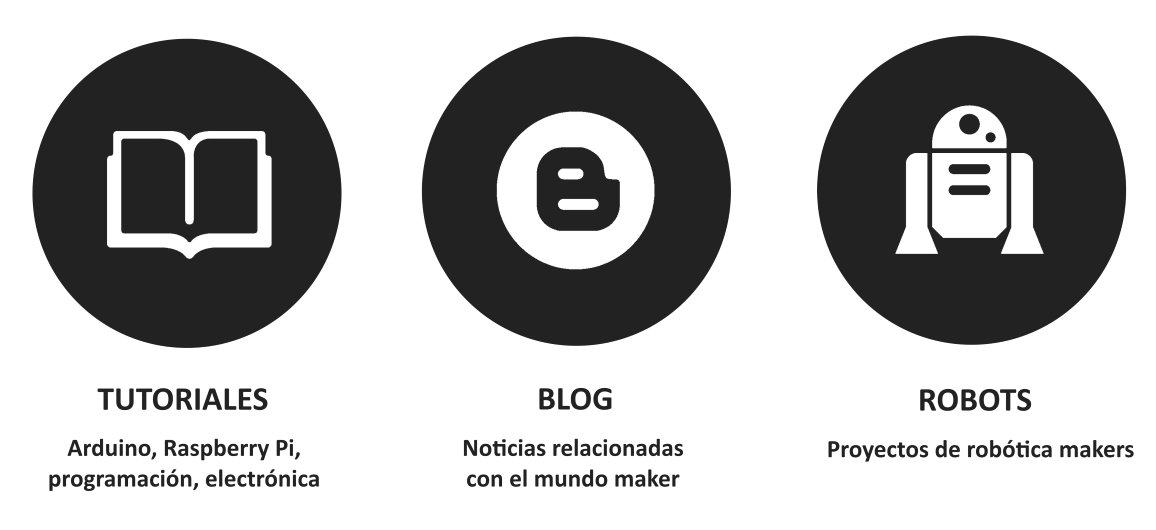 TUTORIALES
Arduino, Raspberry Pi,
programación, electrónica
BLOG
Noticias relacionadas
con el mundo maker
ROBOTS
Proyectos de robótica makers